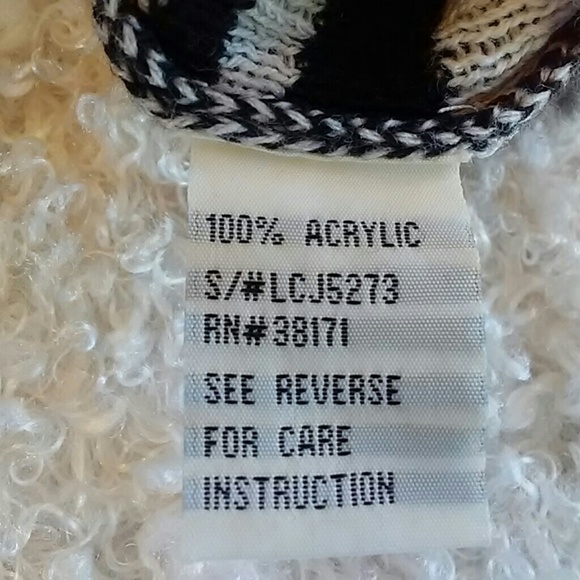 100% ACRYLIC
S/#LCJ5273
RN#38171
SEE REVERSE
FOR CARE
INSTRUCTION